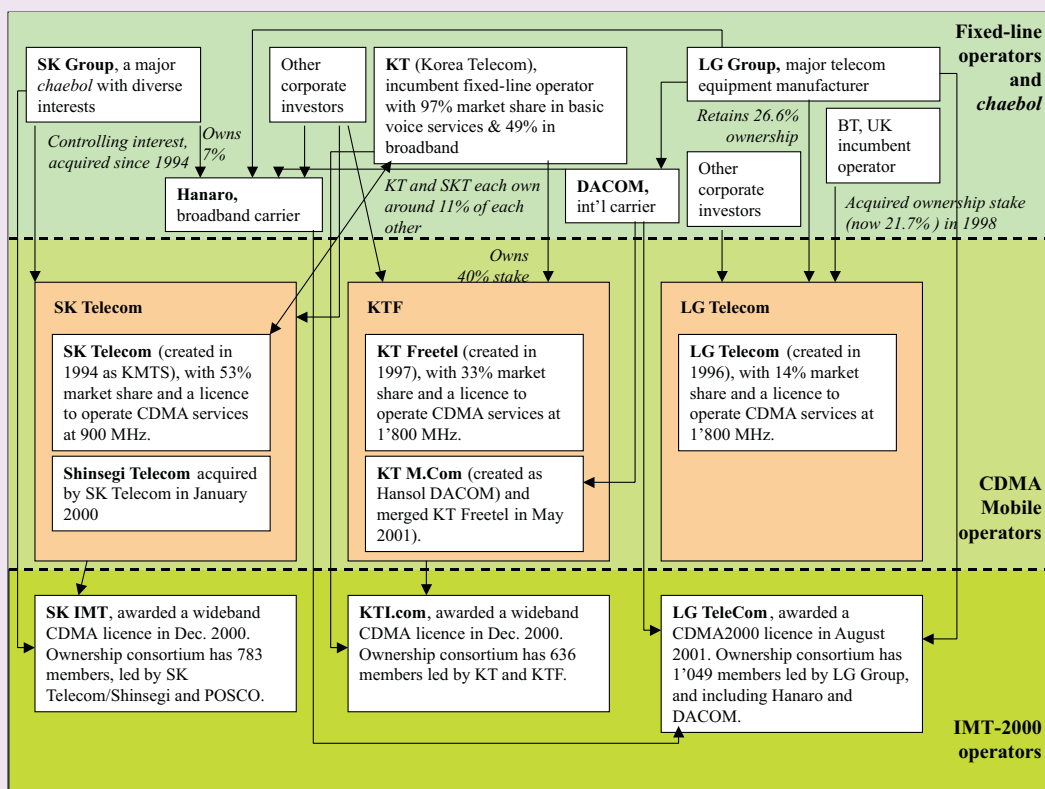 Fixed-line
operators
and
chaebol
SK Group, a major
chaebol with diverse
interests
Other
corporate
investors
KT (Korea Telecom),
incumbent fixed-line operator
with 97% market share in basic
voice services & 49% in
broadband
LG Group, major telecom
equipment manufacturer
Controlling interest,
acquired since 1994
Owns
7%
Retains 26.6%
ownership
BT, UK
incumbent
operator
Hanaro,
broadband carrier
KT and SKT each own
around 11% of each
other
DACOM,
int'l carrier
Other
corporate
investors
Acquired ownership stake
(now 21.7% ) in 1998
Owns
40% stake
SK Telecom
SK Telecom (created in
1994 as KMTS), with 53%
market share and a licence
to operate CDMA services
at 900 MHz.
Shinsegi Telecom acquired
by SK Telecom in January
2000
KTF
KT Freetel (created in
1997), with 33% market
share and a licence to
operate CDMA services at
1'800 MHz.
KT M.Com (created as
Hansol DACOM) and
merged KT Freetel in May
2001).
LG Telecom
LG Telecom (created in
1996), with 14% market
share and a licence to
operate CDMA services at
1'800 MHz.
CDMA
Mobile
operators
SK IMT, awarded a wideband
CDMA licence in Dec. 2000.
Ownership consortium has 783
members, led by SK
Telecom/Shinsegi and POSCO.
KTI.com, awarded a wideband
CDMA licence in Dec. 2000.
Ownership consortium has 636
members led by KT and KTF.
LG TeleCom, awarded a
CDMA2000 licence in August
2001. Ownership consortium has
1'049 members led by LG Group,
and including Hanaro and
DACOM.
IMT-2000
operators